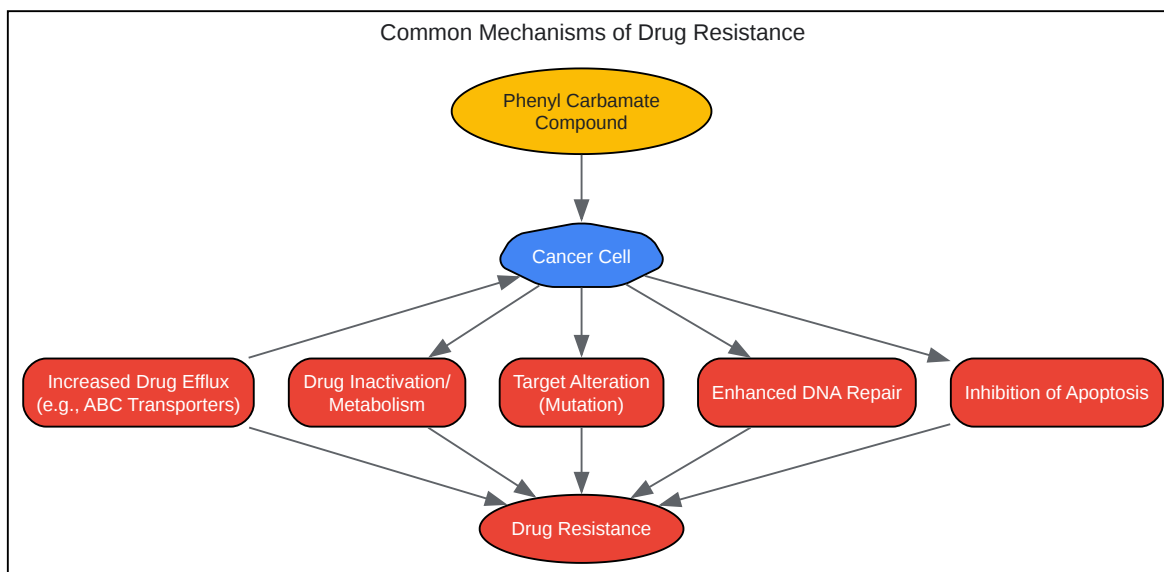 Common Mechanisms of Drug Resistance
Phenyl Carbamate
Compound
Cancer Cell
Increased Drug Efflux
(e.g., ABC Transporters)
Drug Inactivation/
Metabolism
Target Alteration
(Mutation)
Enhanced DNA Repair
Inhibition of Apoptosis
Drug Resistance